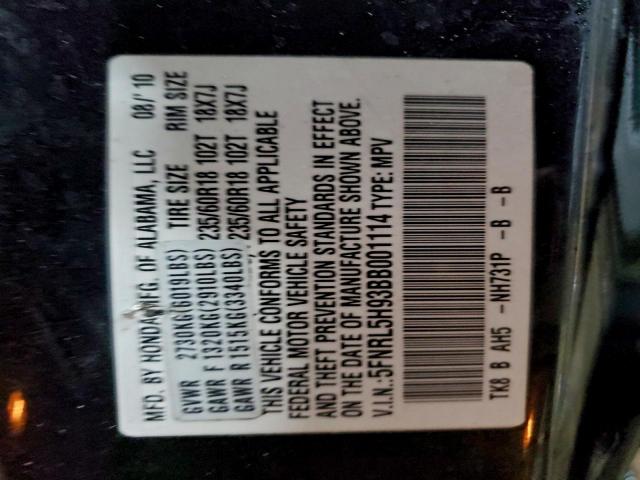 MFD. BY HONDA MFG. OF ALABAMA, LLC 08/'10
GVWR 2730KG(6019LBS) TIRE SIZE RIM SIZE
GAWR F 1320KG(2910LBS) 235/60R18 102T 18X7J
GAWR R 1515KG(3340LBS) 235/60R18 102T 18X7J
THIS VEHICLE CONFORMS TO ALL APPLICABLE
FEDERAL MOTOR VEHICLE SAFETY
AND THEFT PREVENTION STANDARDS IN EFFECT
ON THE DATE OF MANUFACTURE SHOWN ABOVE.
V.I.N.:5FNRL5H93BB001114 TYPE: MPV
TK8 B AH5 - NH731P - B - B